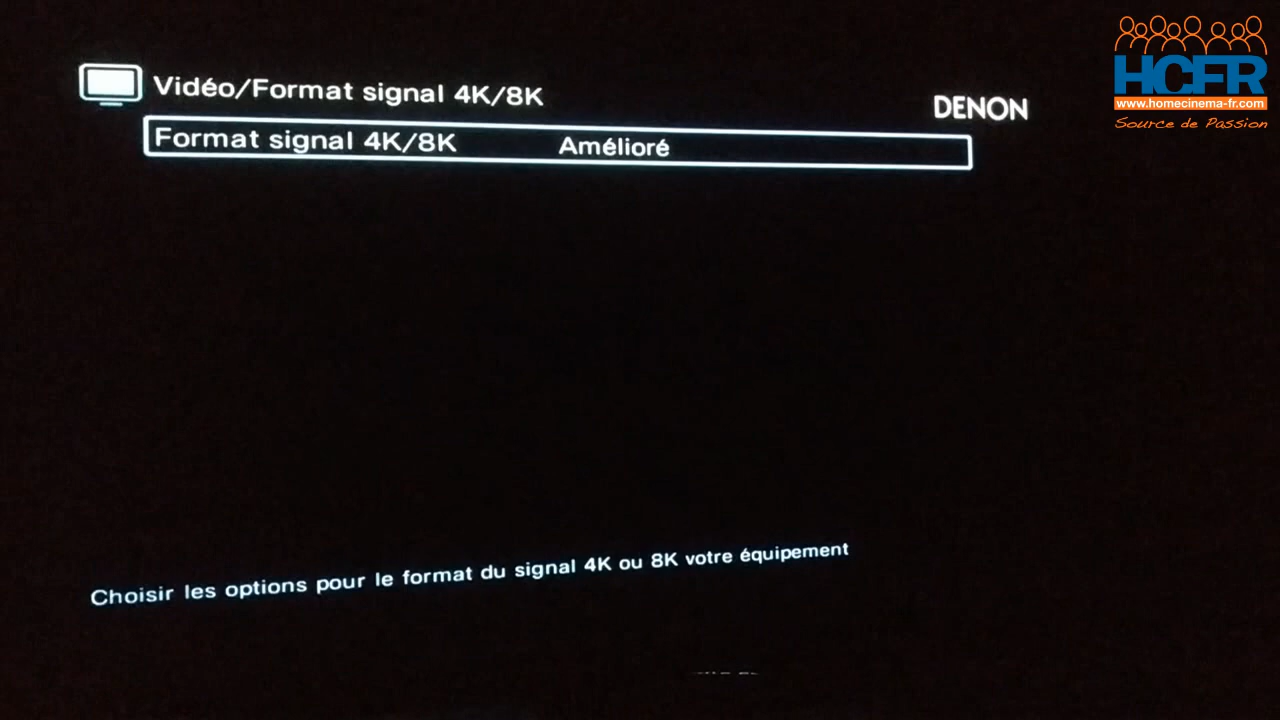 Vidéo/Format signal 4K/8K
DENON
Format signal 4K/8K Amélioré
Choisir les options pour le format du signal 4K ou 8K votre équipement
HCFR
www.homecinema-fr.com
Source de Passion